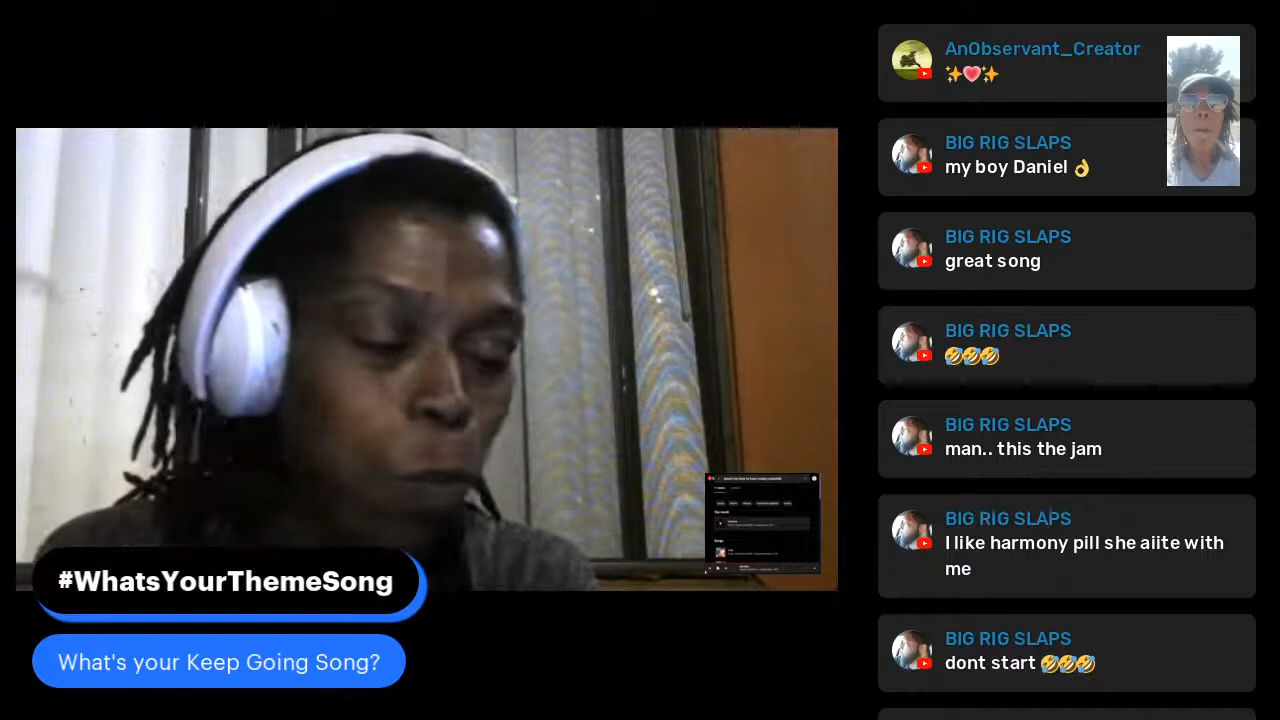 AnObservant_Creator
✨💗✨
BIG RIG SLAPS
my boy Daniel 👌
BIG RIG SLAPS
great song
BIG RIG SLAPS
🤣🤣🤣
BIG RIG SLAPS
man.. this the jam
BIG RIG SLAPS
I like harmony pill she aiite with
me
BIG RIG SLAPS
dont start 🤣🤣🤣
#WhatsYourThemeSong
What's your Keep Going Song?